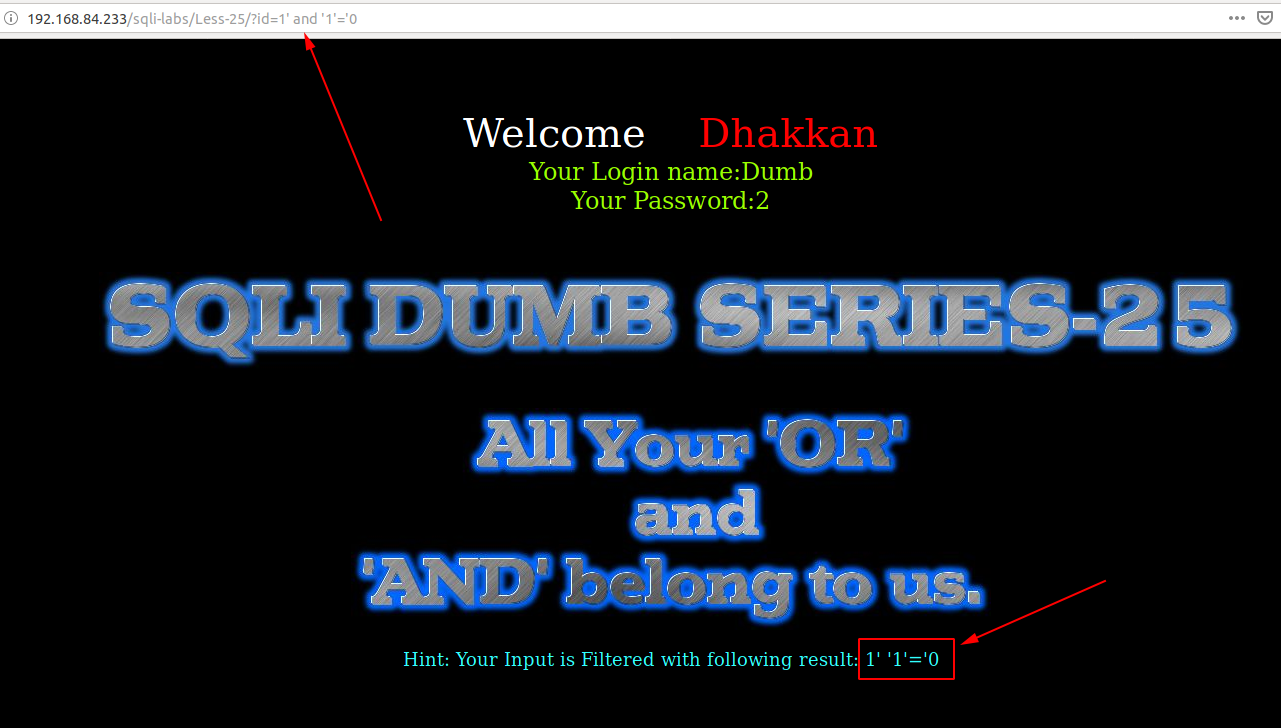 192.168.84.233/sqli-labs/Less-25/?id=1' and '1'='0
Welcome Dhakkan
Your Login name:Dumb
Your Password:2
SQLI DUMB SERIES-25
All Your 'OR'
and
'AND' belong to us.
Hint: Your Input is Filtered with following result: 1' '1'='0